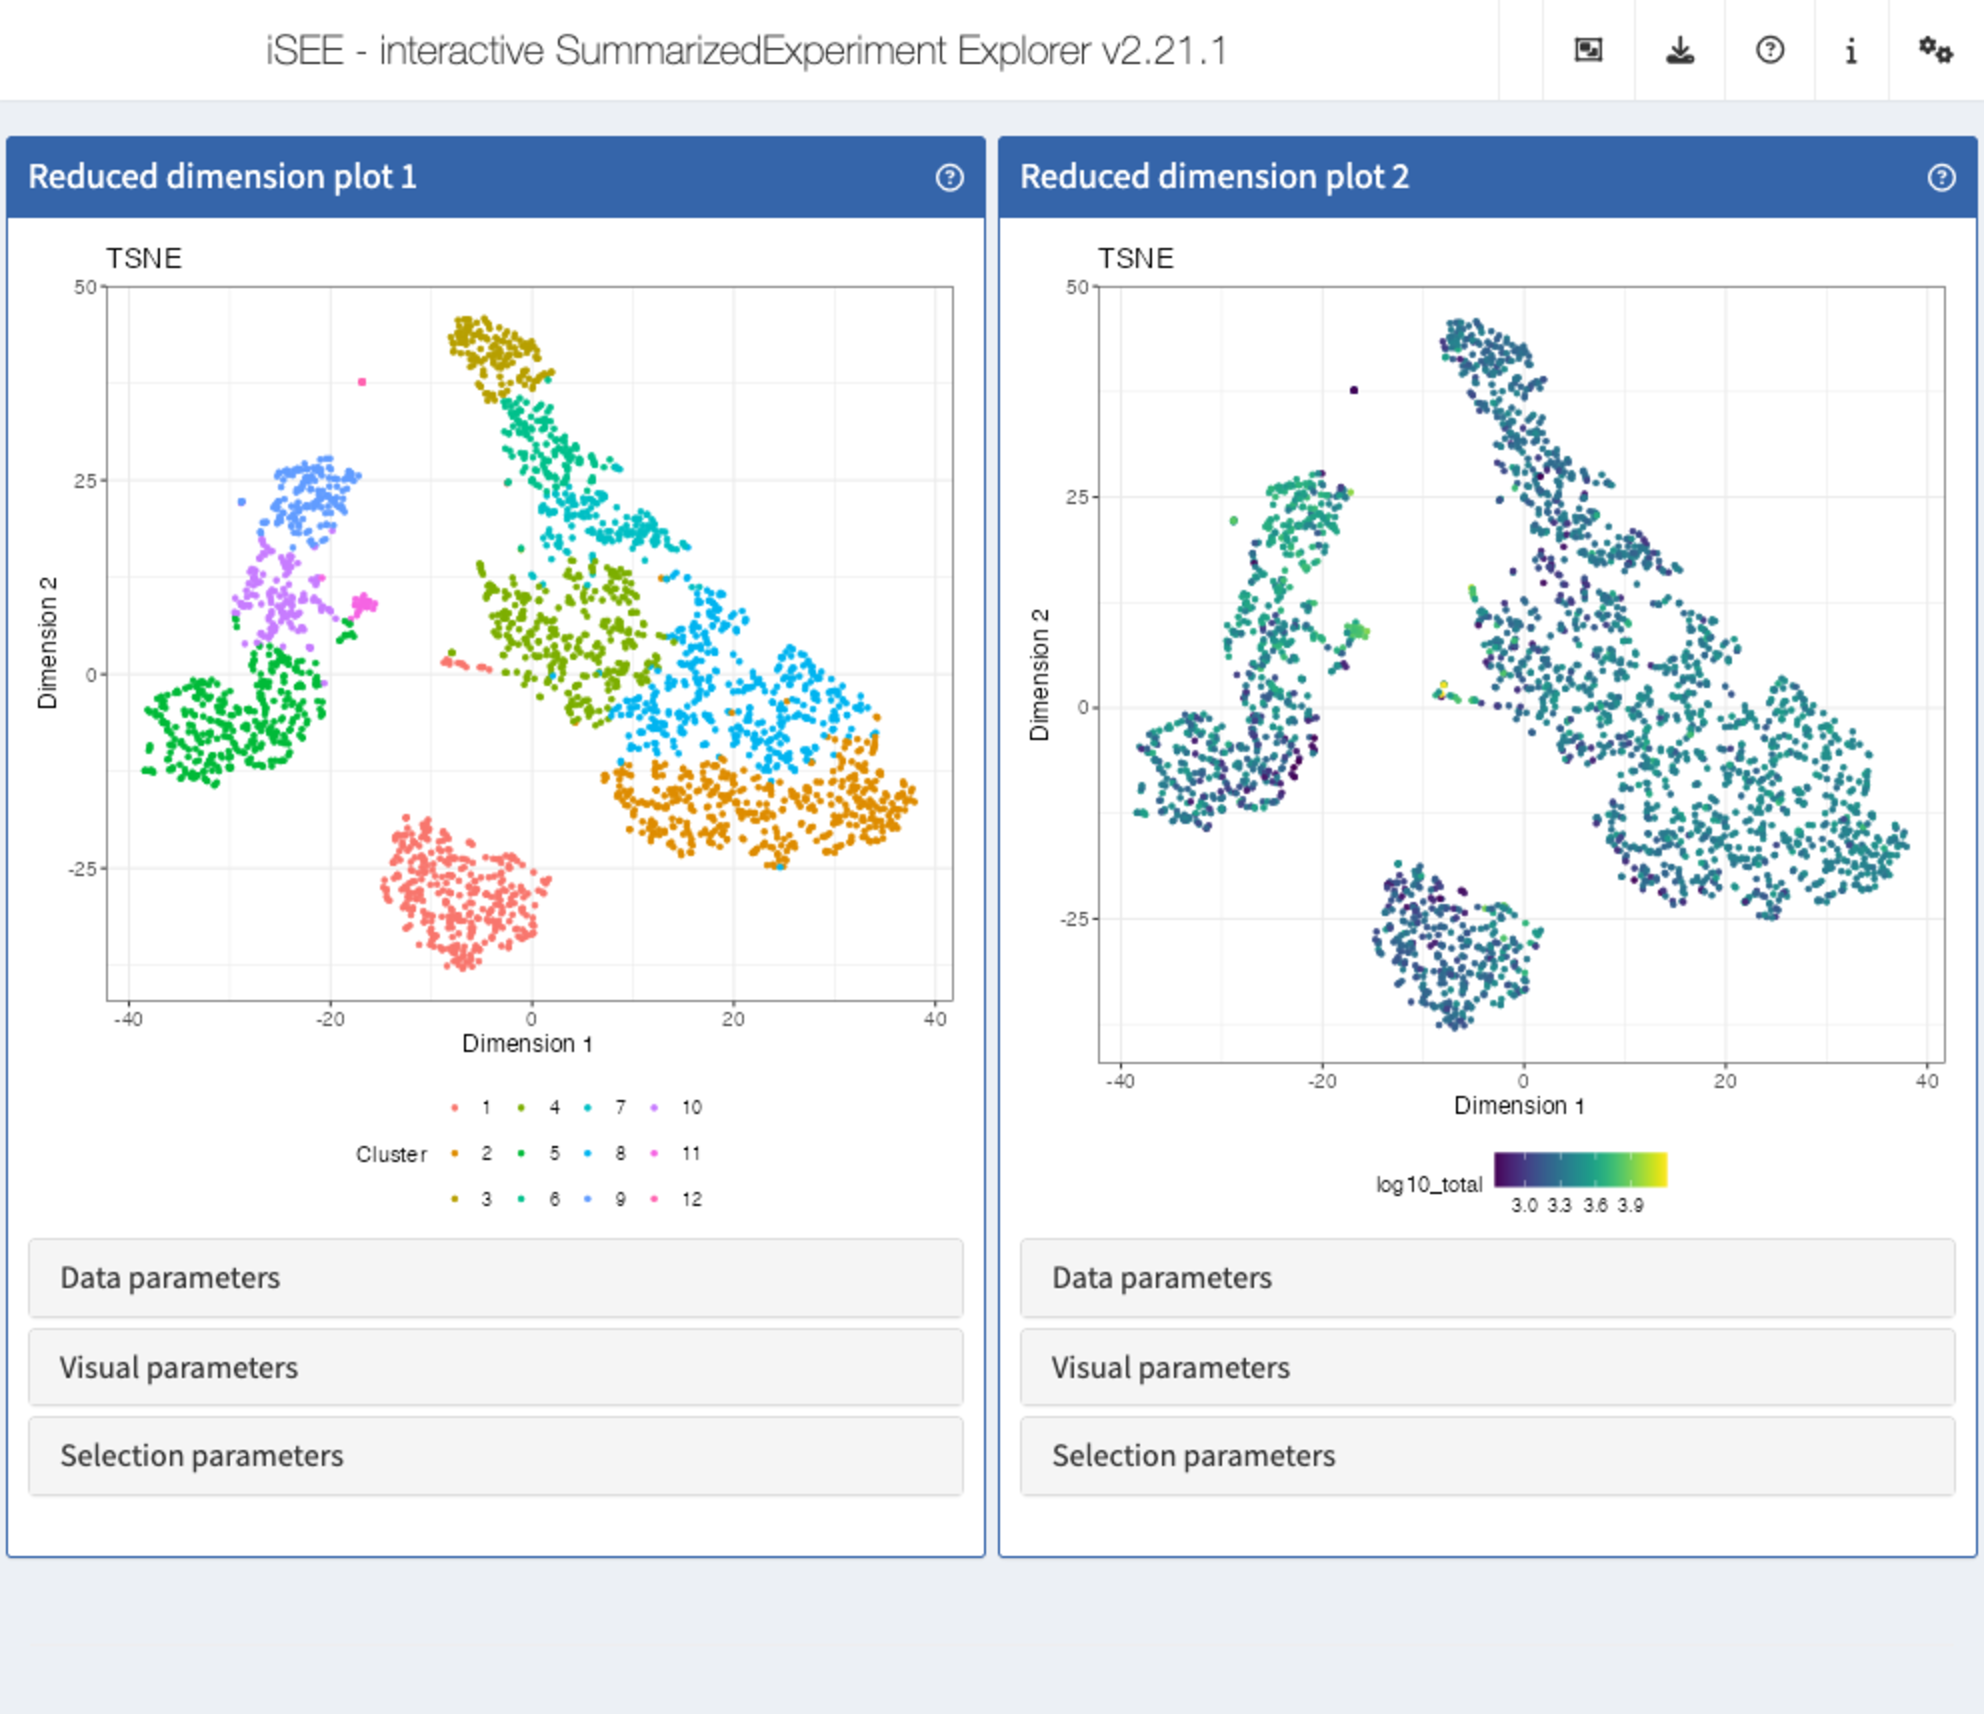 iSEE - interactive SummarizedExperiment Explorer v2.21.1
Reduced dimension plot 1
TSNE
50
25
0
-25
Dimension 2
-40 -20 0 20 40
Dimension 1
Cluster
1 4 7 10
2 5 8 11
3 6 9 12
Data parameters
Visual parameters
Selection parameters
Reduced dimension plot 2
TSNE
50
25
0
-25
Dimension 2
-40 -20 0 20 40
Dimension 1
log10_total
3.0 3.3 3.6 3.9
Data parameters
Visual parameters
Selection parameters